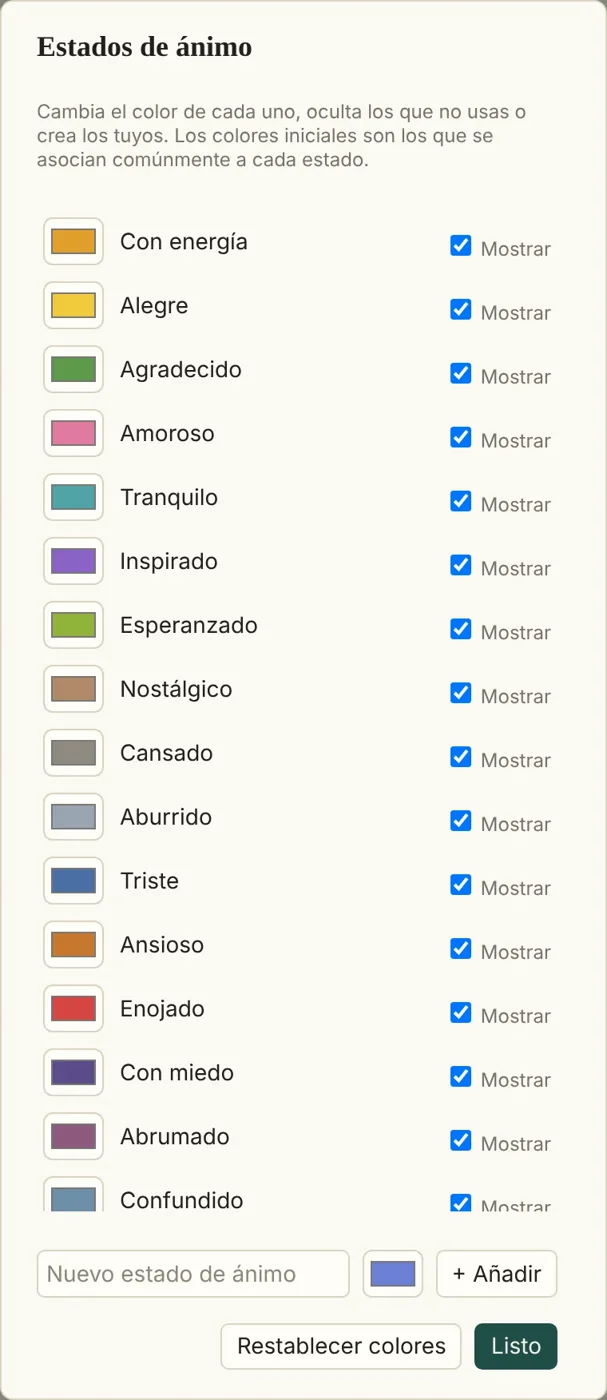 Estados de ánimo
Cambia el color de cada uno, oculta los que no usas o
crea los tuyos. Los colores iniciales son los que se
asocian comúnmente a cada estado.
Con energía Mostrar
Alegre Mostrar
Agradecido Mostrar
Amoroso Mostrar
Tranquilo Mostrar
Inspirado Mostrar
Esperanzado Mostrar
Nostálgico Mostrar
Cansado Mostrar
Aburrido Mostrar
Triste Mostrar
Ansioso Mostrar
Enojado Mostrar
Con miedo Mostrar
Abrumado Mostrar
Confundido Mostrar
Nuevo estado de ánimo + Añadir
Restablecer colores Listo